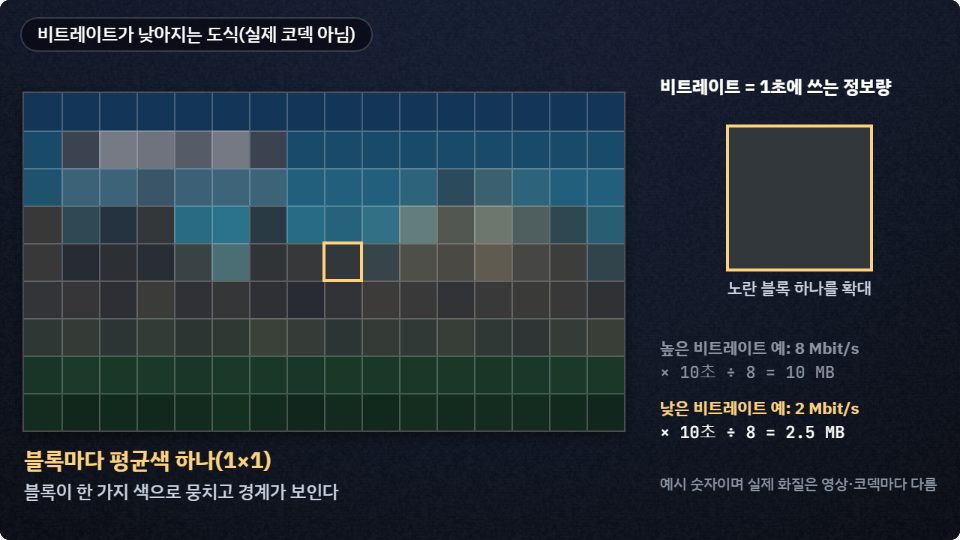 비트레이트가 낮아지는 도식(실제 코덱 아님)
비트레이트 = 1초에 쓰는 정보량
노란 블록 하나를 확대
높은 비트레이트 예: 8 Mbit/s
× 10초 ÷ 8 = 10 MB
낮은 비트레이트 예: 2 Mbit/s
× 10초 ÷ 8 = 2.5 MB
블록마다 평균색 하나(1×1)
블록이 한 가지 색으로 뭉치고 경계가 보인다
예시 숫자이며 실제 화질은 영상·코덱마다 다름